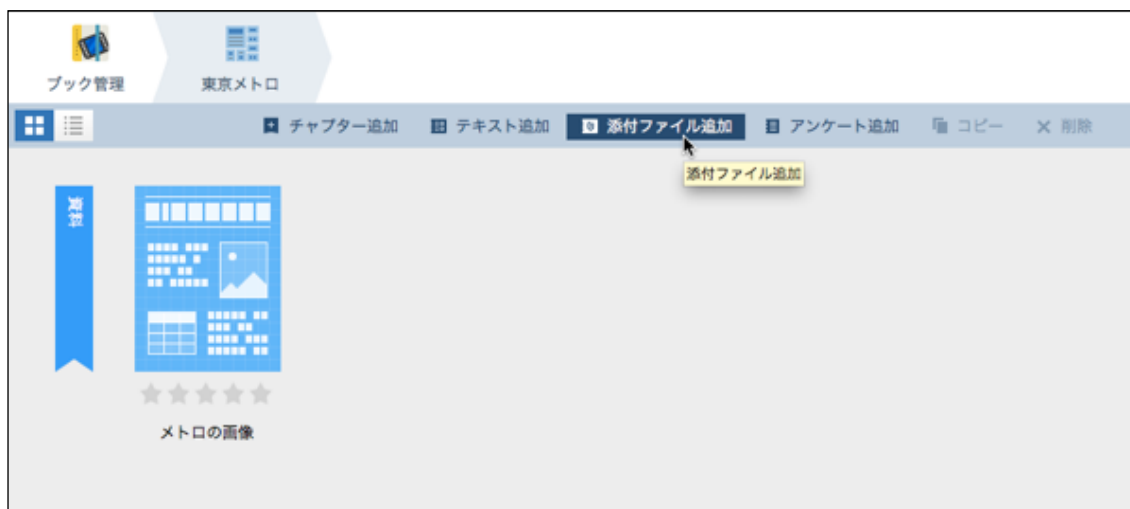 ブック管理
東京メトロ
チャプター追加 テキスト追加 添付ファイル追加 アンケート追加 コピー 削除
添付ファイル追加
資料
メトロの画像